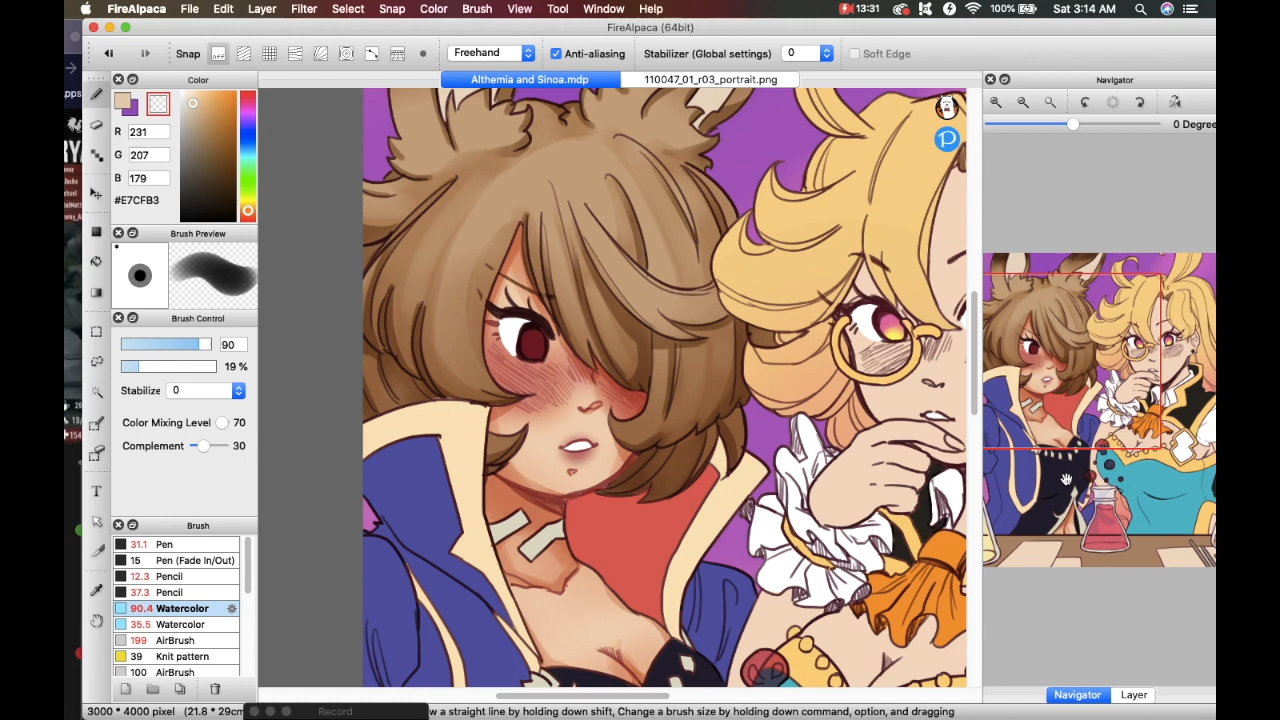 FireAlpaca File Edit Layer Filter Select Snap Color Brush View Tool Window Help 13:31 100% Sat 3:14 AM
FireAlpaca (64bit)
Snap OFF Freehand Anti-aliasing Stabilizer (Global settings) 0 Soft Edge
Color
Althemia and Sinoa.mdp 110047_01_r03_portrait.png
Navigator
R 231
G 207
B 179
#E7CFB3
0 Degree
Brush Preview
Brush Control
90
19 %
Stabilize 0
Color Mixing Level 70
Complement 30
Brush
31.1 Pen
15 Pen (Fade In/Out)
12.3 Pencil
37.3 Pencil
90.4 Watercolor
35.5 Watercolor
199 AirBrush
39 Knit pattern
100 AirBrush
Navigator Layer
3000 * 4000 pixel (21.8 * 29cm Record w a straight line by holding down shift, Change a brush size by holding down command, option, and dragging